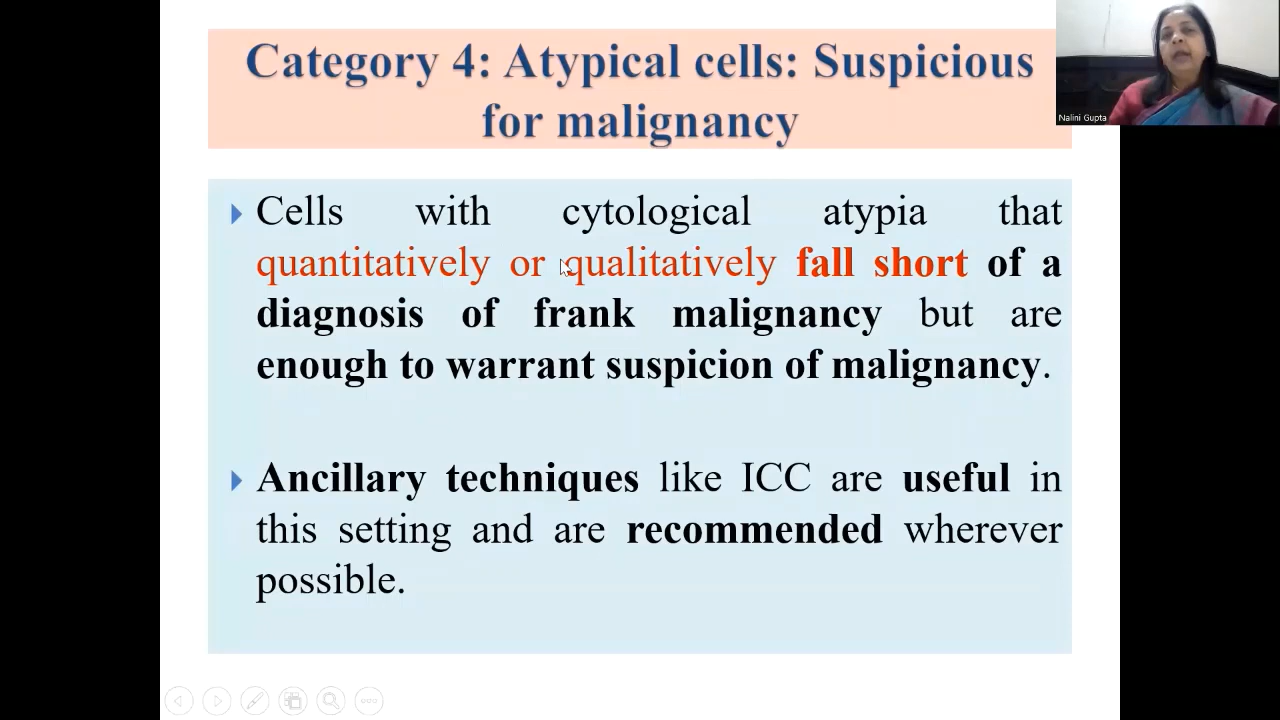 Category 4: Atypical cells: Suspicious
for malignancy
Nalini Gupta
Cells with cytological atypia that
quantitatively or qualitatively fall short of a
diagnosis of frank malignancy but are
enough to warrant suspicion of malignancy.
Ancillary techniques like ICC are useful in
this setting and are recommended wherever
possible.